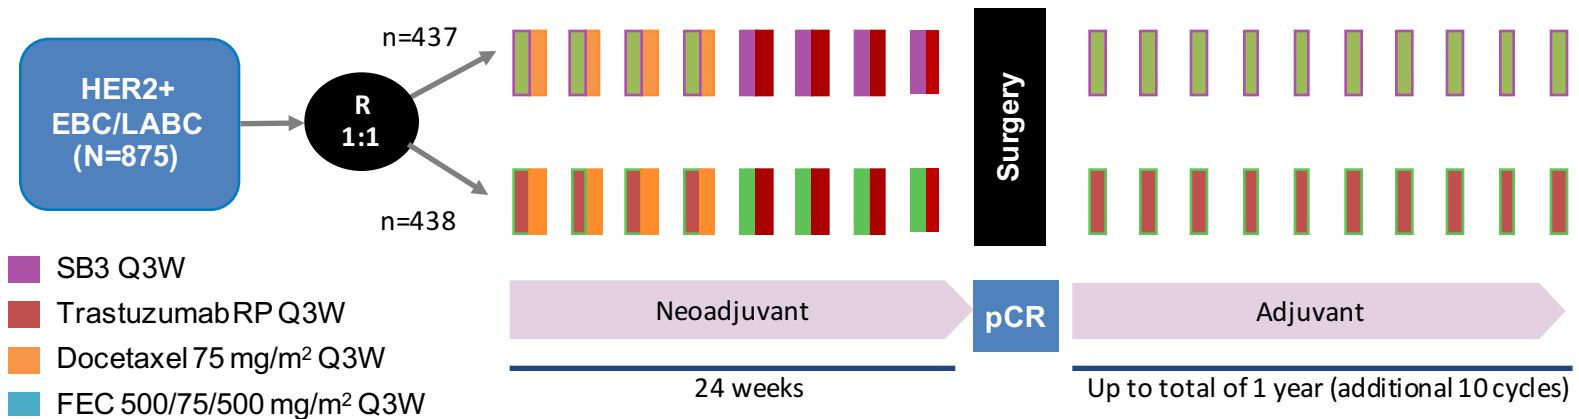 HER2+
EBC/LABC
(N=875)
R
1:1
n=437
n=438
Surgery
SB3 Q3W
Trastuzumab RP Q3W
Docetaxel 75 mg/m² Q3W
FEC 500/75/500 mg/m² Q3W
Neoadjuvant
pCR
Adjuvant
24 weeks
Up to total of 1 year (additional 10 cycles)